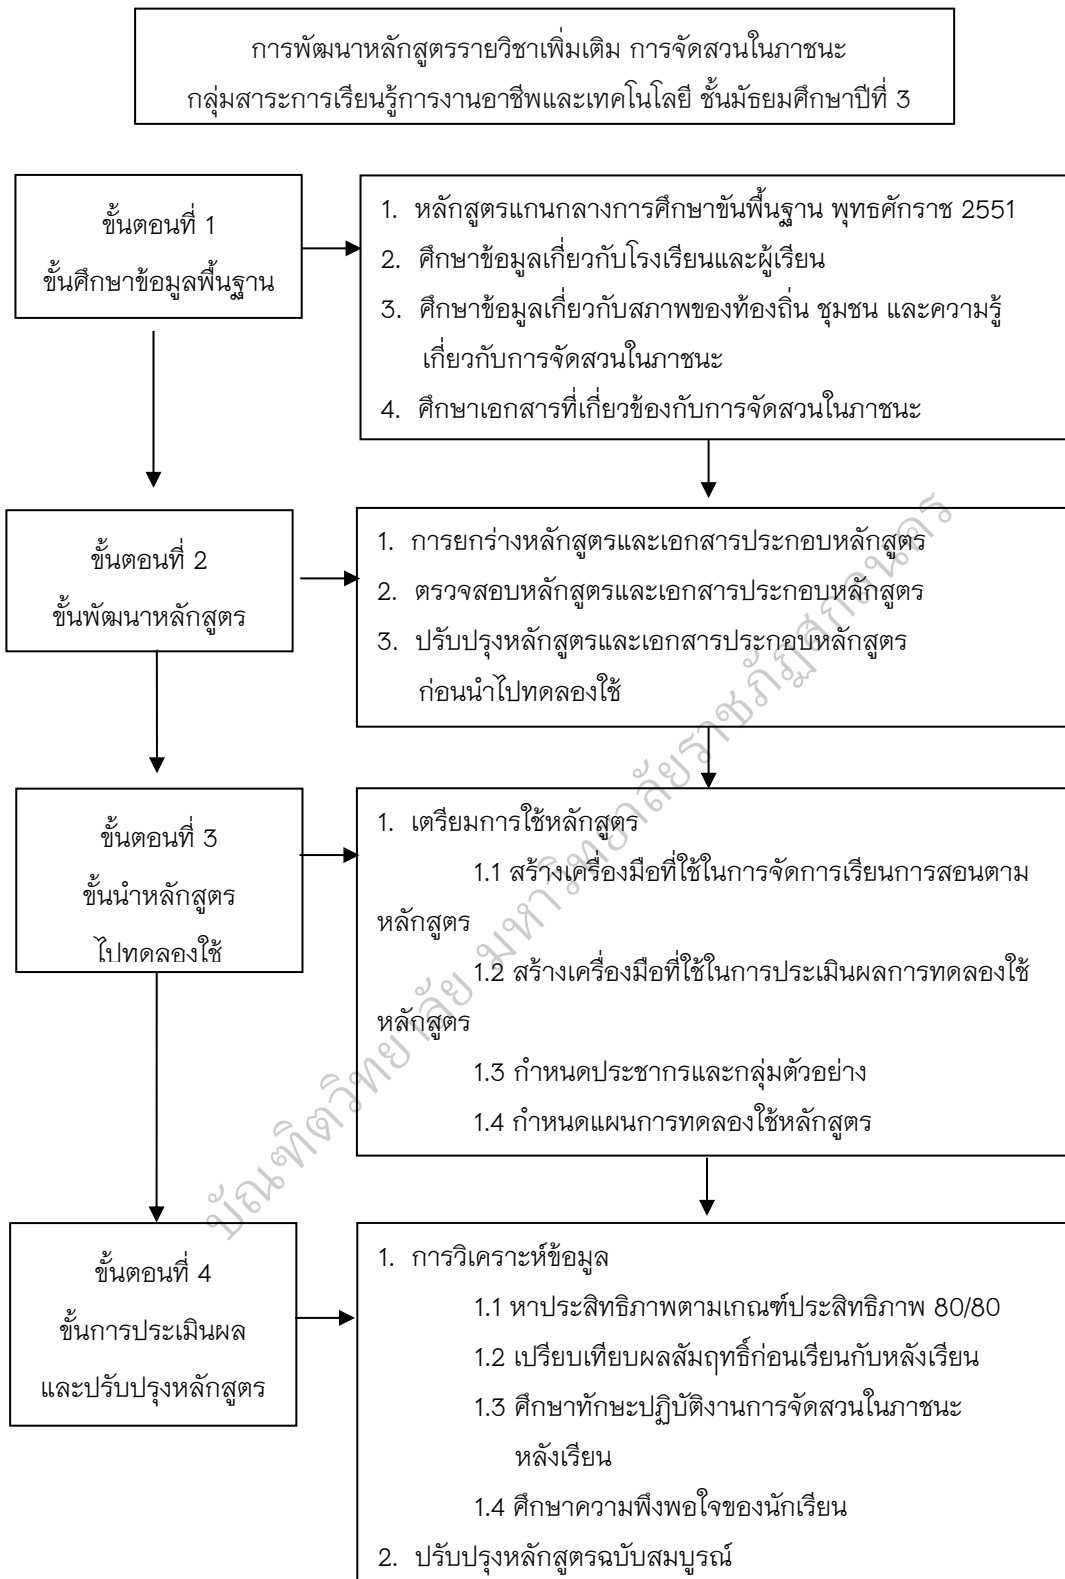 การพัฒนาหลักสูตรรายวิชาเพิ่มเติม การจัดสวนในภาชนะ
กลุ่มสาระการเรียนรู้การงานอาชีพและเทคโนโลยี ชั้นมัธยมศึกษาปีที่ 3
ขั้นตอนที่ 1
ขั้นศึกษาข้อมูลพื้นฐาน
1. หลักสูตรแกนกลางการศึกษาขันพื้นฐาน พุทธศักราช 2551
2. ศึกษาข้อมูลเกี่ยวกับโรงเรียนและผู้เรียน
3. ศึกษาข้อมูลเกี่ยวกับสภาพของท้องถิ่น ชุมชน และความรู้
เกี่ยวกับการจัดสวนในภาชนะ
4. ศึกษาเอกสารที่เกี่ยวข้องกับการจัดสวนในภาชนะ
ขั้นตอนที่ 2
ขั้นพัฒนาหลักสูตร
1. การยกร่างหลักสูตรและเอกสารประกอบหลักสูตร
2. ตรวจสอบหลักสูตรและเอกสารประกอบหลักสูตร
3. ปรับปรุงหลักสูตรและเอกสารประกอบหลักสูตร
ก่อนนำไปทดลองใช้
ขั้นตอนที่ 3
ขั้นนำหลักสูตร
ไปทดลองใช้
1. เตรียมการใช้หลักสูตร
1.1 สร้างเครื่องมือที่ใช้ในการจัดการเรียนการสอนตาม
หลักสูตร
1.2 สร้างเครื่องมือที่ใช้ในการประเมินผลการทดลองใช้
หลักสูตร
1.3 กำหนดประชากรและกลุ่มตัวอย่าง
1.4 กำหนดแผนการทดลองใช้หลักสูตร
ขั้นตอนที่ 4
ขั้นการประเมินผล
และปรับปรุงหลักสูตร
1. การวิเคราะห์ข้อมูล
1.1 หาประสิทธิภาพตามเกณฑ์ประสิทธิภาพ 80/80
1.2 เปรียบเทียบผลสัมฤทธิ์ก่อนเรียนกับหลังเรียน
1.3 ศึกษาทักษะปฏิบัติงานการจัดสวนในภาชนะ
หลังเรียน
1.4 ศึกษาความพึงพอใจของนักเรียน
2. ปรับปรุงหลักสูตรฉบับสมบูรณ์
บัณฑิตวิทยาลัย มหาวิทยาลัยราชภัฏสกลนคร